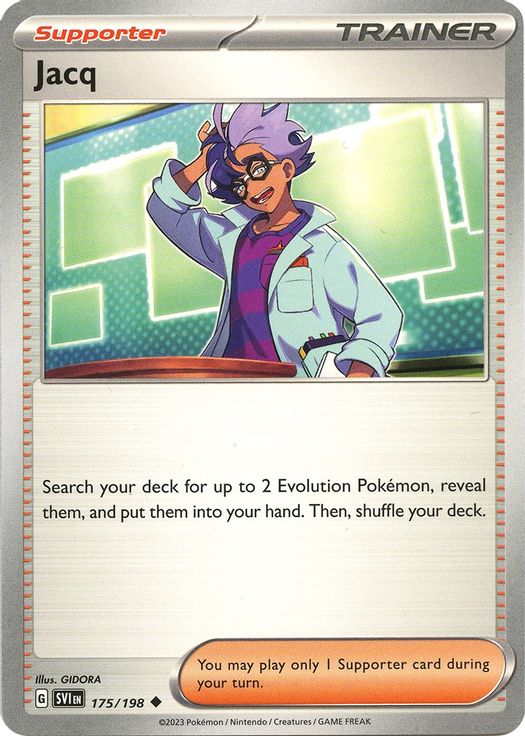 Supporter
TRAINER
Jacq
Search your deck for up to 2 Evolution Pokémon, reveal
them, and put them into your hand. Then, shuffle your deck.
Illus. GIDORA
You may play only 1 Supporter card during
your turn.
G SVI EN 175/198 ◆
©2023 Pokémon / Nintendo / Creatures / GAME FREAK